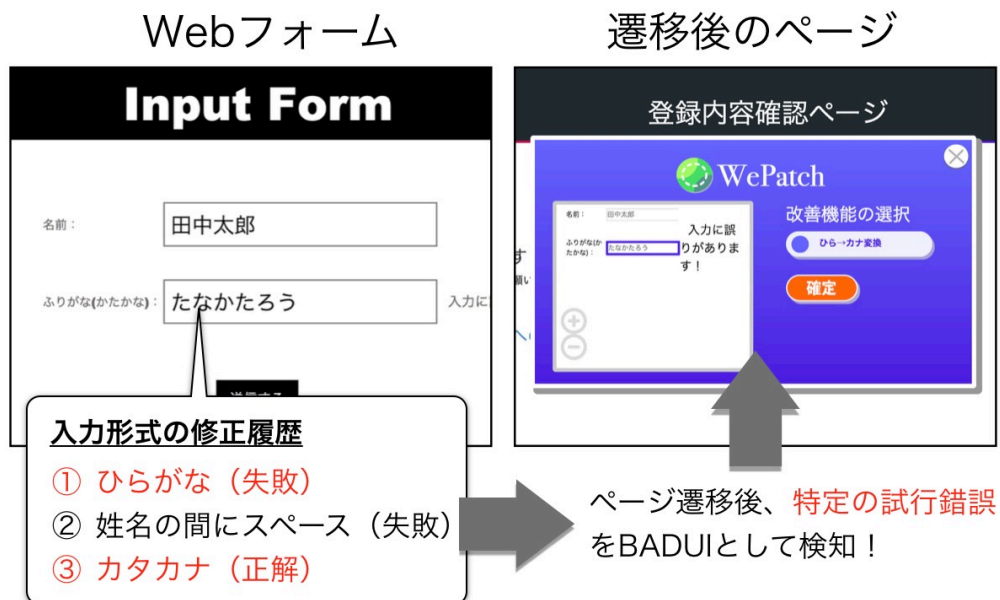 Webフォーム
Input Form
名前：
田中太郎
ふりがな(かたかな)：
たなかたろう
入力に
入力形式の修正履歴
① ひらがな（失敗）
② 姓名の間にスペース（失敗）
③ カタカナ（正解）
遷移後のページ
登録内容確認ページ
WePatch
名前：
田中太郎
ふりがな(か
たかな)：
たなかたろう
入力に誤
りがありま
す！
改善機能の選択
ひら→カナ変換
確定
ページ遷移後、特定の試行錯誤
をBADUIとして検知！